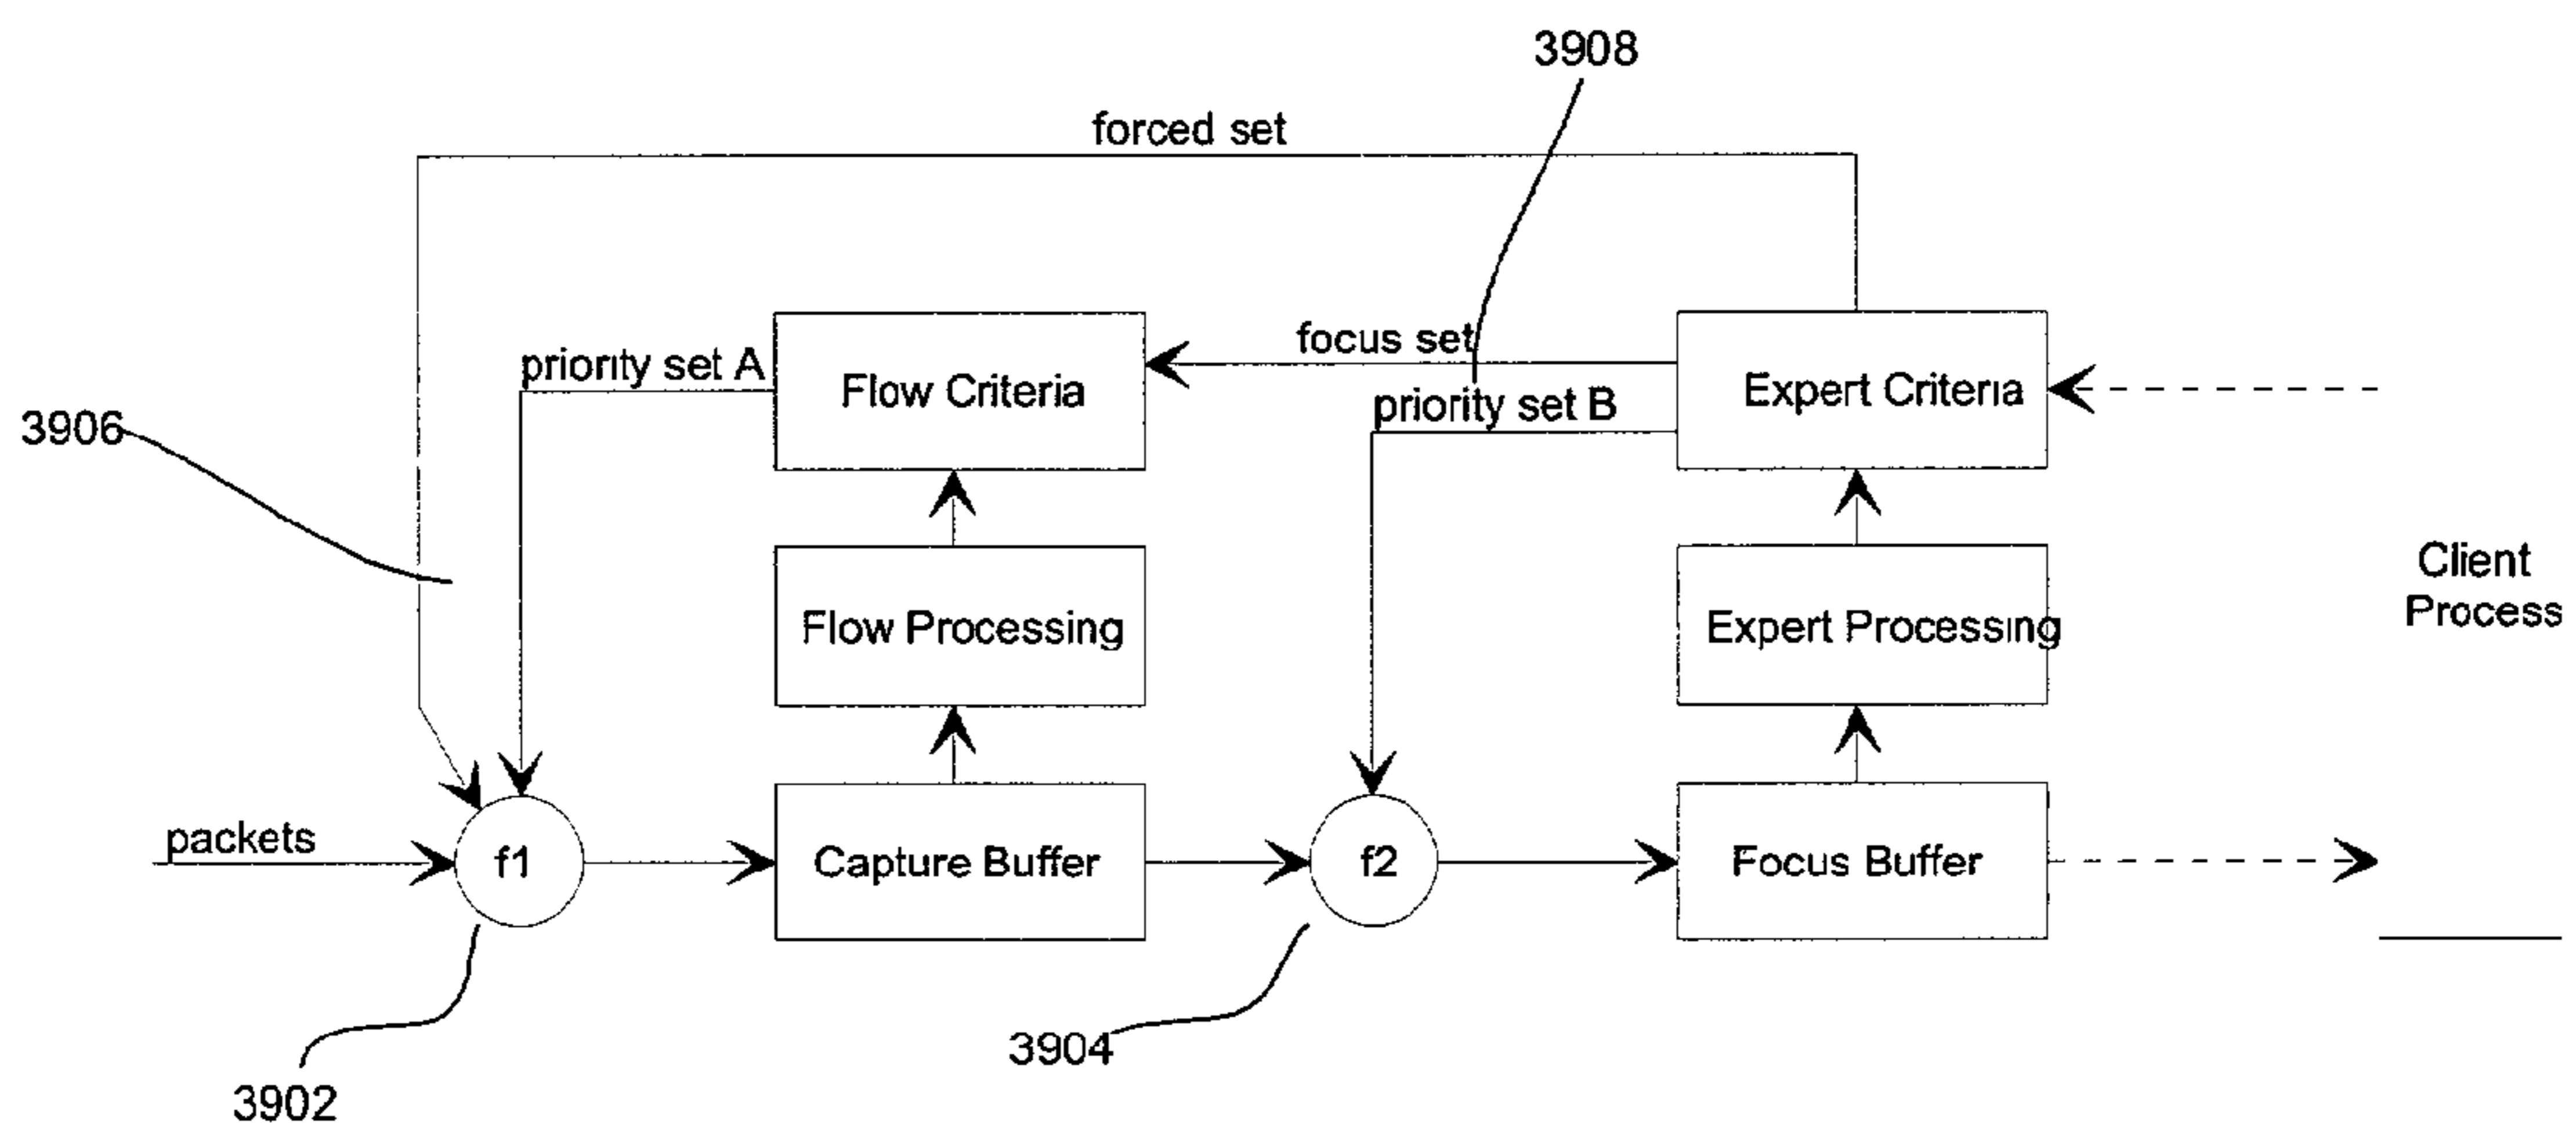 3908
forced set
focus set
priority set A
Flow Criteria
Expert Criteria
priority set B
3906
Client
Process
Flow Processing
Expert Processing
packets
f1
Capture Buffer
f2
Focus Buffer
3904
3902